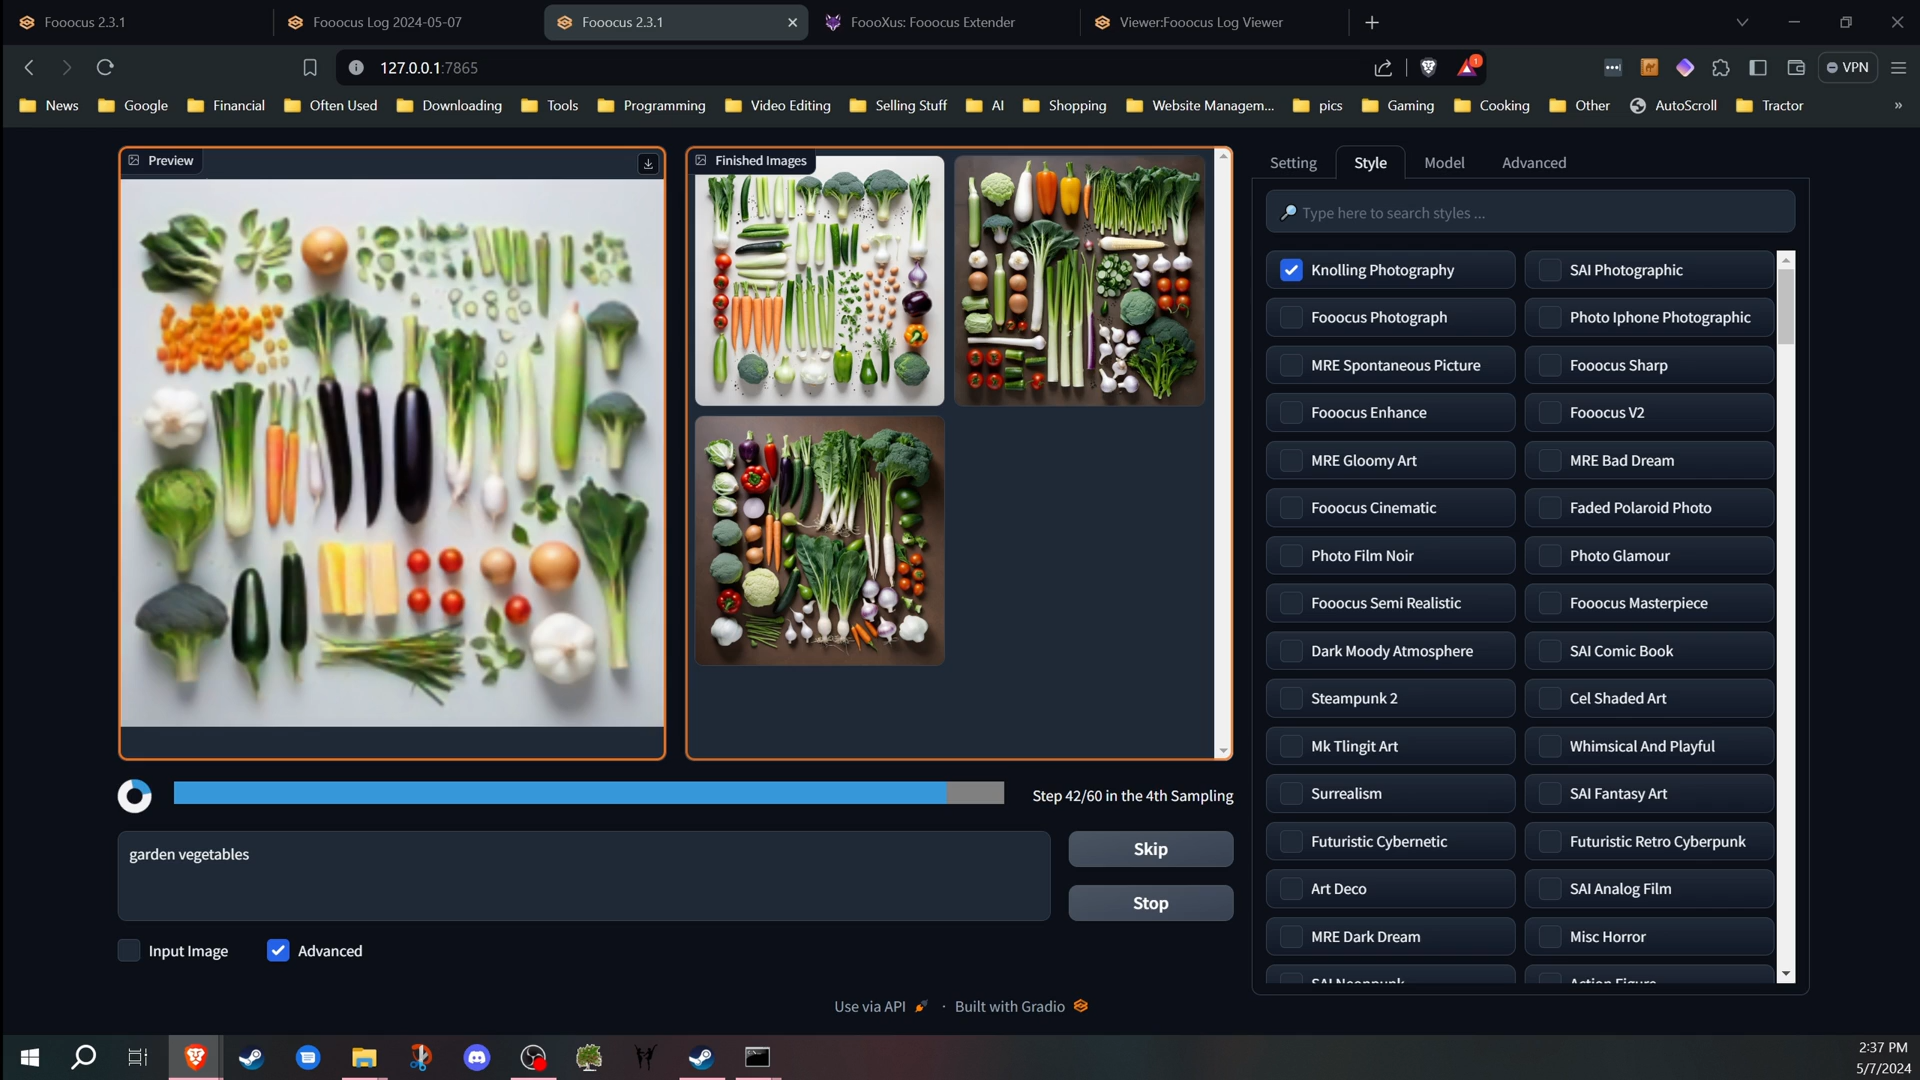 Fooocus 2.3.1
Fooocus Log 2024-05-07
Fooocus 2.3.1
FoooXus: Fooocus Extender
Viewer:Fooocus Log Viewer
127.0.0.1:7865
1
VPN
News
Google
Financial
Often Used
Downloading
Tools
Programming
Video Editing
Selling Stuff
AI
Shopping
Website Managem...
pics
Gaming
Cooking
Other
AutoScroll
Tractor
»
Preview
Finished Images
Setting
Style
Model
Advanced
Type here to search styles ...
Knolling Photography
SAI Photographic
Fooocus Photograph
Photo Iphone Photographic
MRE Spontaneous Picture
Fooocus Sharp
Fooocus Enhance
Fooocus V2
MRE Gloomy Art
MRE Bad Dream
Fooocus Cinematic
Faded Polaroid Photo
Photo Film Noir
Photo Glamour
Fooocus Semi Realistic
Fooocus Masterpiece
Dark Moody Atmosphere
SAI Comic Book
Steampunk 2
Cel Shaded Art
Mk Tlingit Art
Whimsical And Playful
Surrealism
SAI Fantasy Art
Futuristic Cybernetic
Futuristic Retro Cyberpunk
Art Deco
SAI Analog Film
MRE Dark Dream
Misc Horror
SAI Neonpunk
Action Figure
Step 42/60 in the 4th Sampling
garden vegetables
Skip
Stop
Input Image
Advanced
Use via API
· Built with Gradio
2:37 PM
5/7/2024